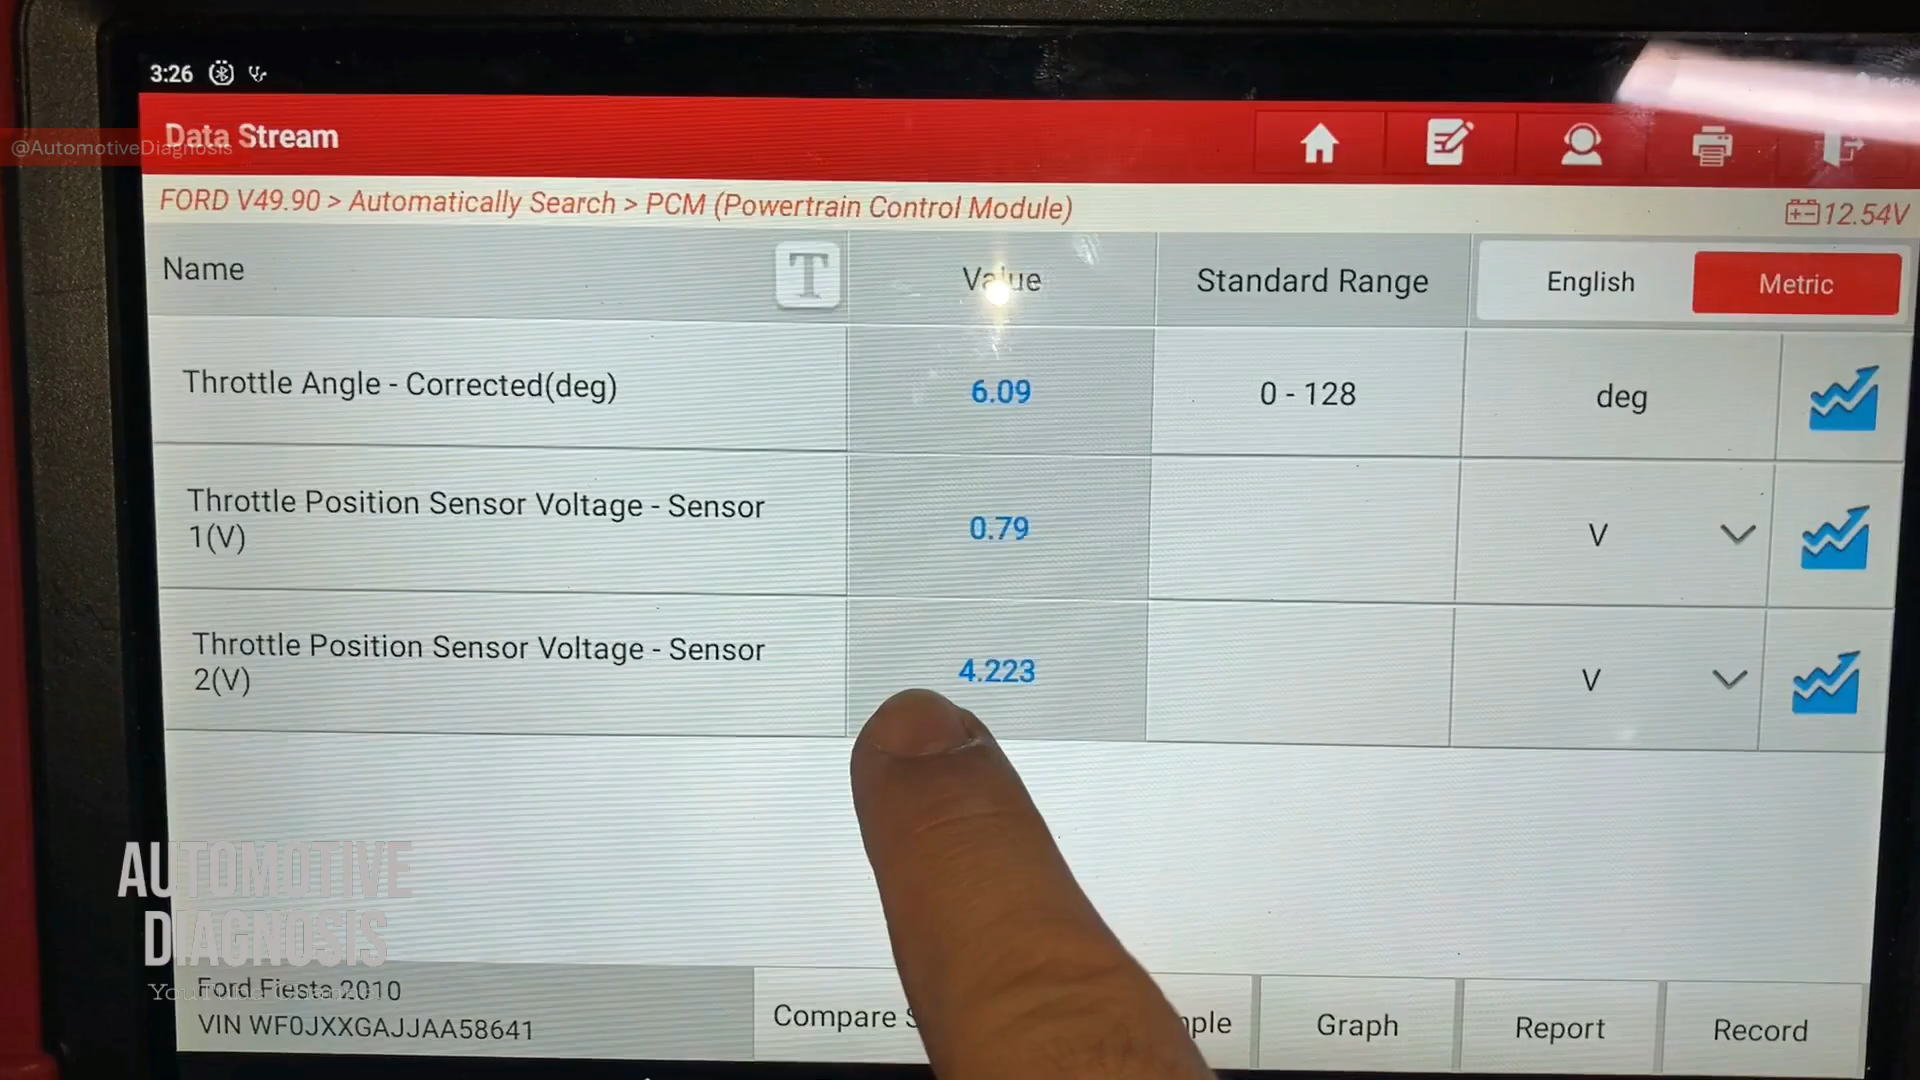 3:26
Data Stream
@AutomotiveDiagnosis
FORD V49.90 > Automatically Search > PCM (Powertrain Control Module)
12.54V
Name
T
Value
Standard Range
English
Metric
Throttle Angle - Corrected(deg)
6.09
0 - 128
deg
Throttle Position Sensor Voltage - Sensor
1(V)
0.79
V
Throttle Position Sensor Voltage - Sensor
2(V)
4.223
V
AUTOMOTIVE
DIAGNOSIS
Ford Fiesta 2010
VIN WF0JXXGAJJAA58641
Compare
Graph
Report
Record